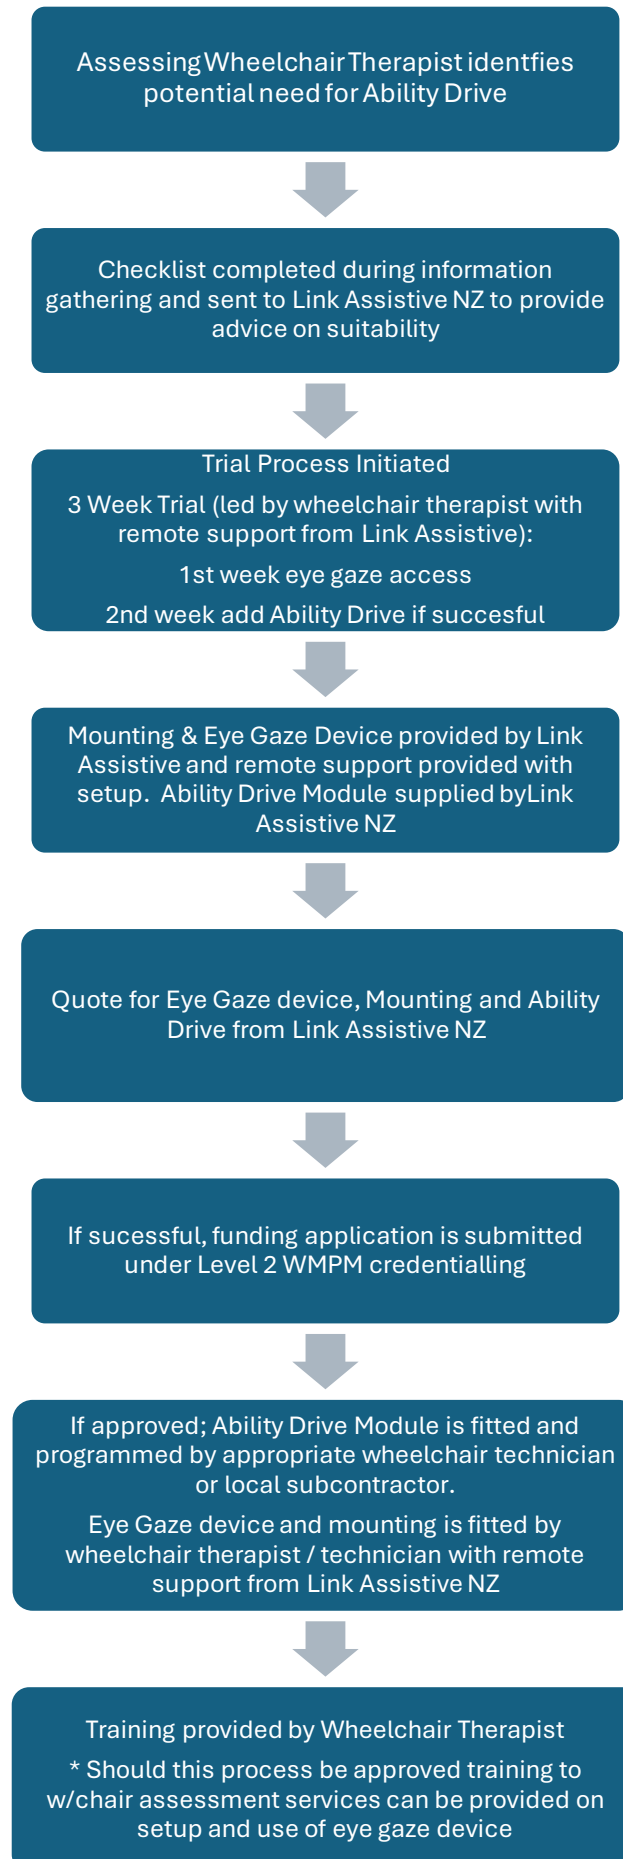 Assessing Wheelchair Therapist identfies
potential need for Ability Drive
Checklist completed during information
gathering and sent to Link Assistive NZ to provide
advice on suitability
Trial Process Initiated
3 Week Trial (led by wheelchair therapist with
remote support from Link Assistive):
1st week eye gaze access
2nd week add Ability Drive if succesful
Mounting & Eye Gaze Device provided by Link
Assistive and remote support provided with
setup. Ability Drive Module supplied byLink
Assistive NZ
Quote for Eye Gaze device, Mounting and Ability
Drive from Link Assistive NZ
If sucessful, funding application is submitted
under Level 2 WMPM credentialling
If approved; Ability Drive Module is fitted and
programmed by appropriate wheelchair technician
or local subcontractor.
Eye Gaze device and mounting is fitted by
wheelchair therapist / technician with remote
support from Link Assistive NZ
Training provided by Wheelchair Therapist
* Should this process be approved training to
w/chair assessment services can be provided on
setup and use of eye gaze device